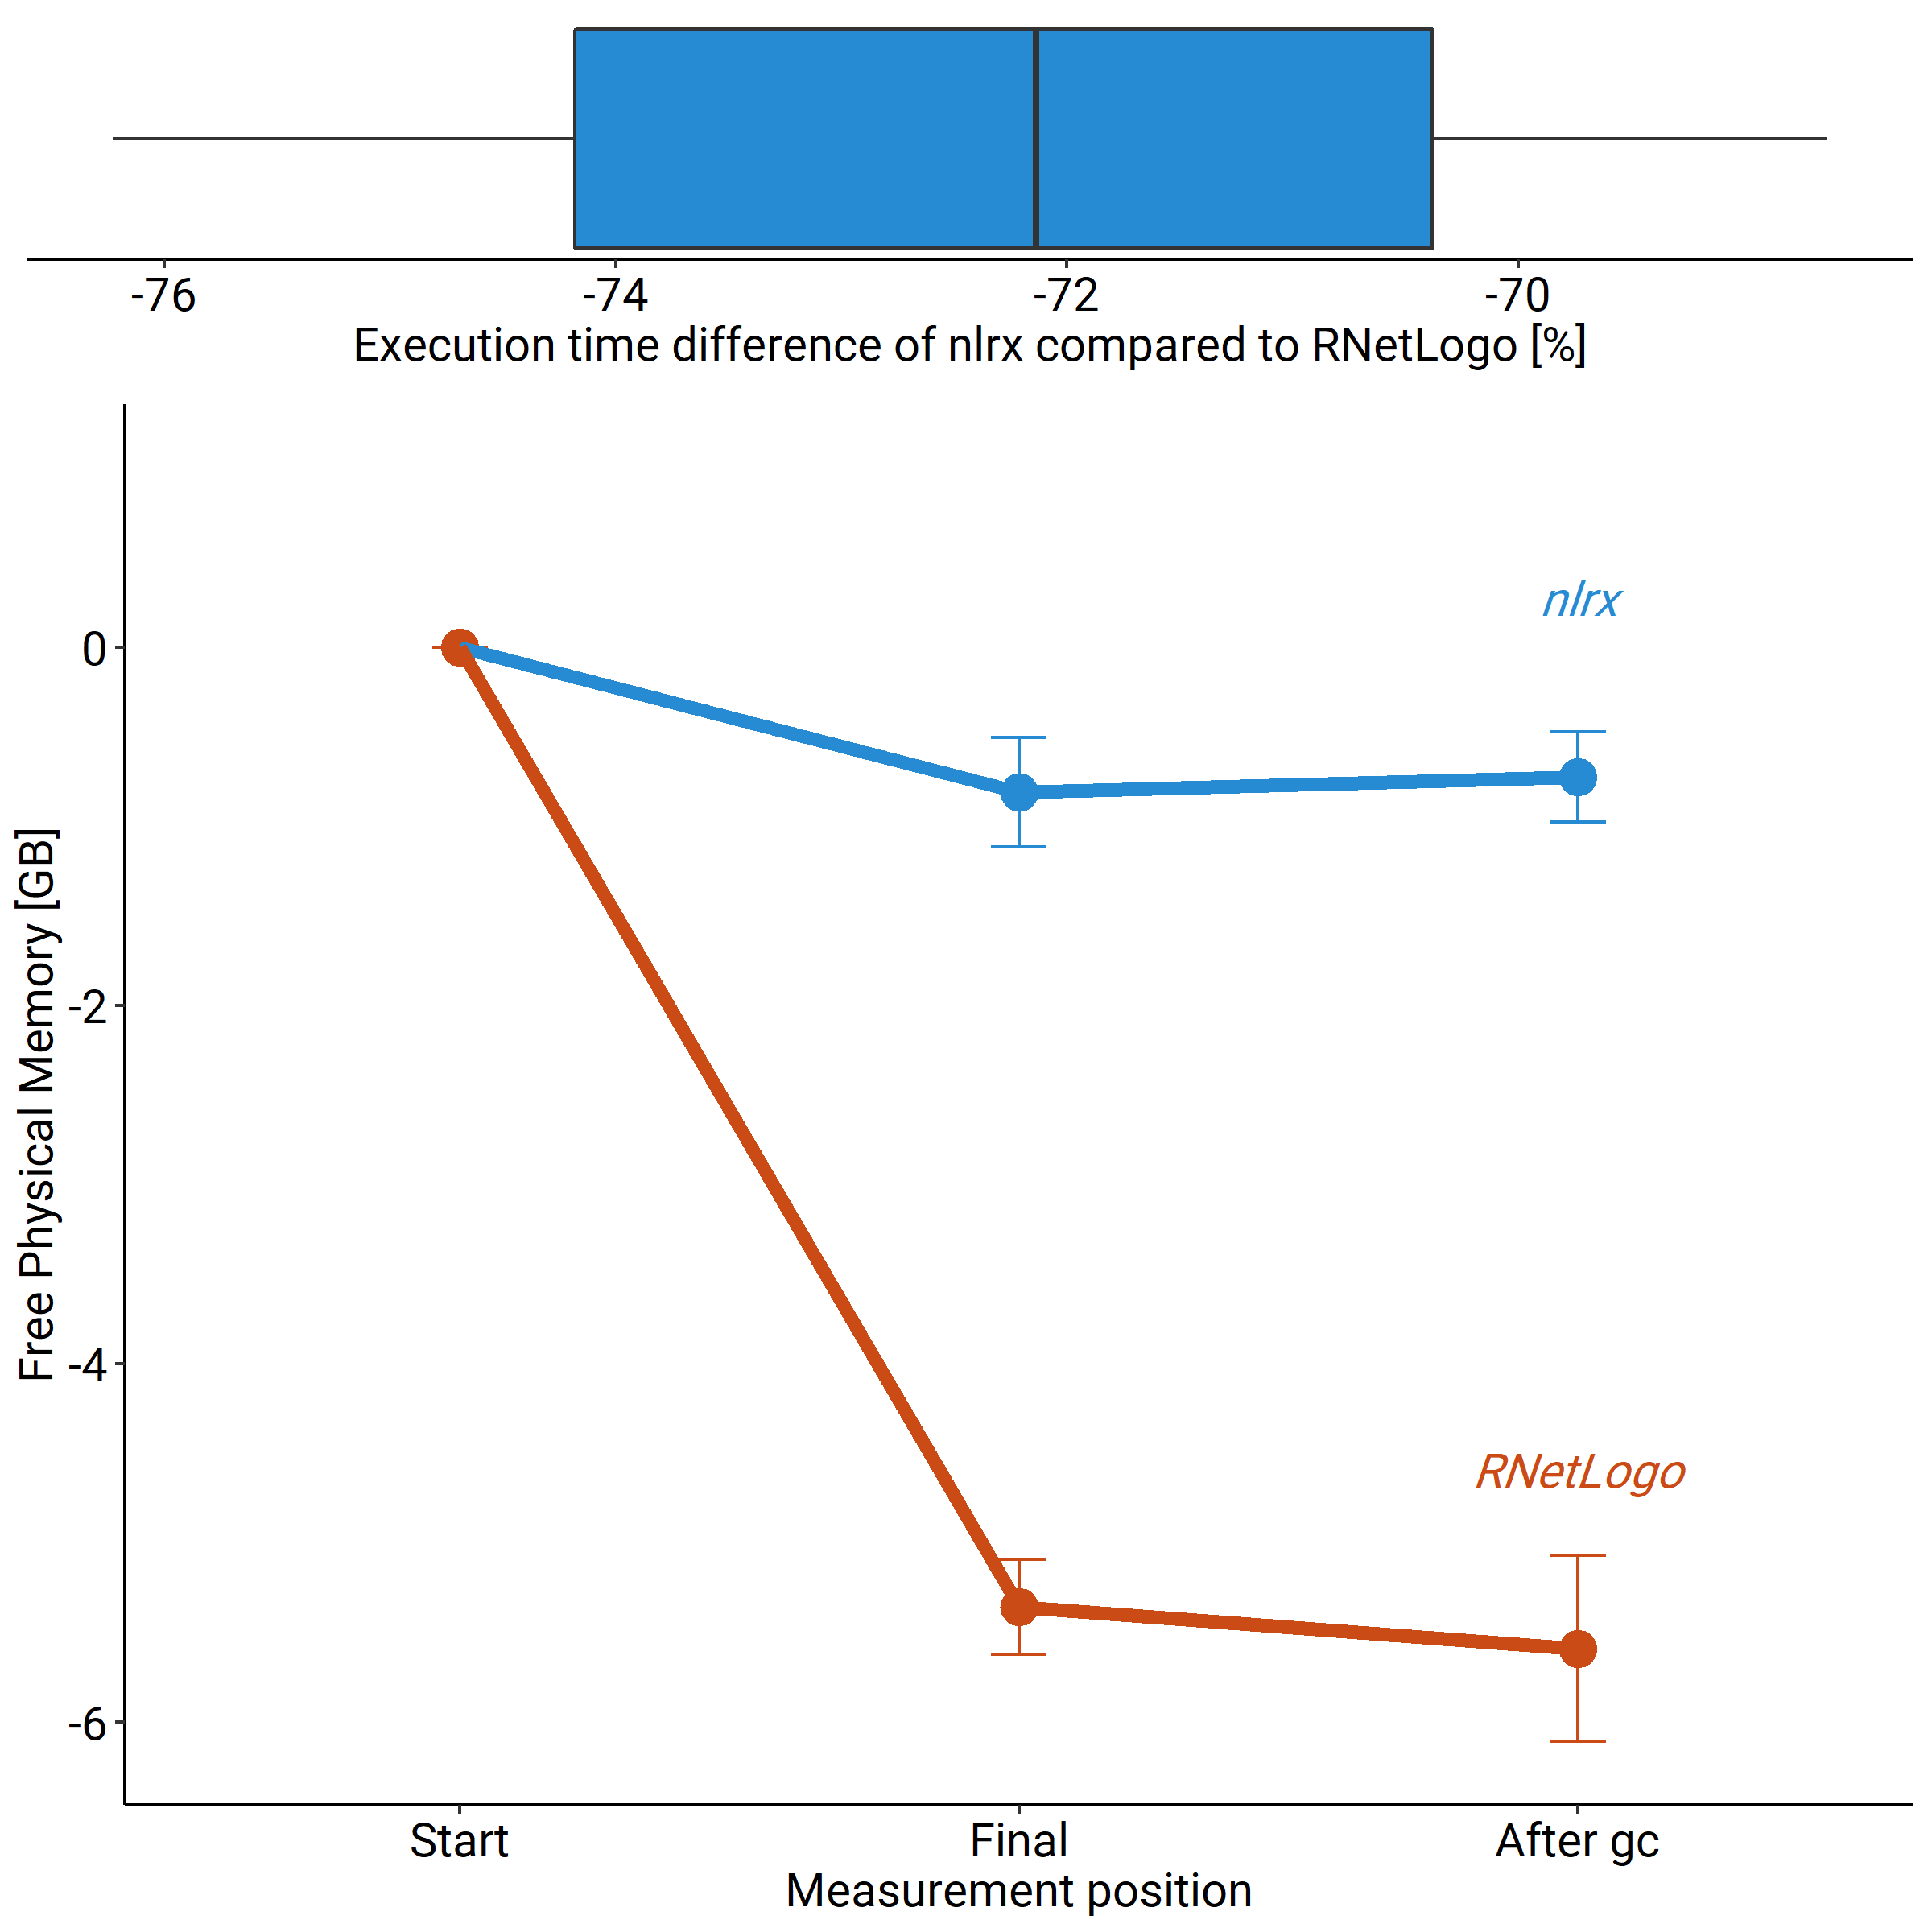 -76 -74 -72 -70
Execution time difference of nlrx compared to RNetLogo [%]
Free Physical Memory [GB]
0
-2
-4
-6
nlrx
RNetLogo
Start Final After gc
Measurement position